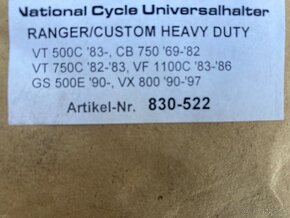 National Cycle Universalhalter
RANGER/CUSTOM HEAVY DUTY
VT 500C '83-, CB 750 '69-'82
VT 750C '82-'83, VF 1100C '83-'86
GS 500E '90-, VX 800 '90-'97
Artikel-Nr. 830-522